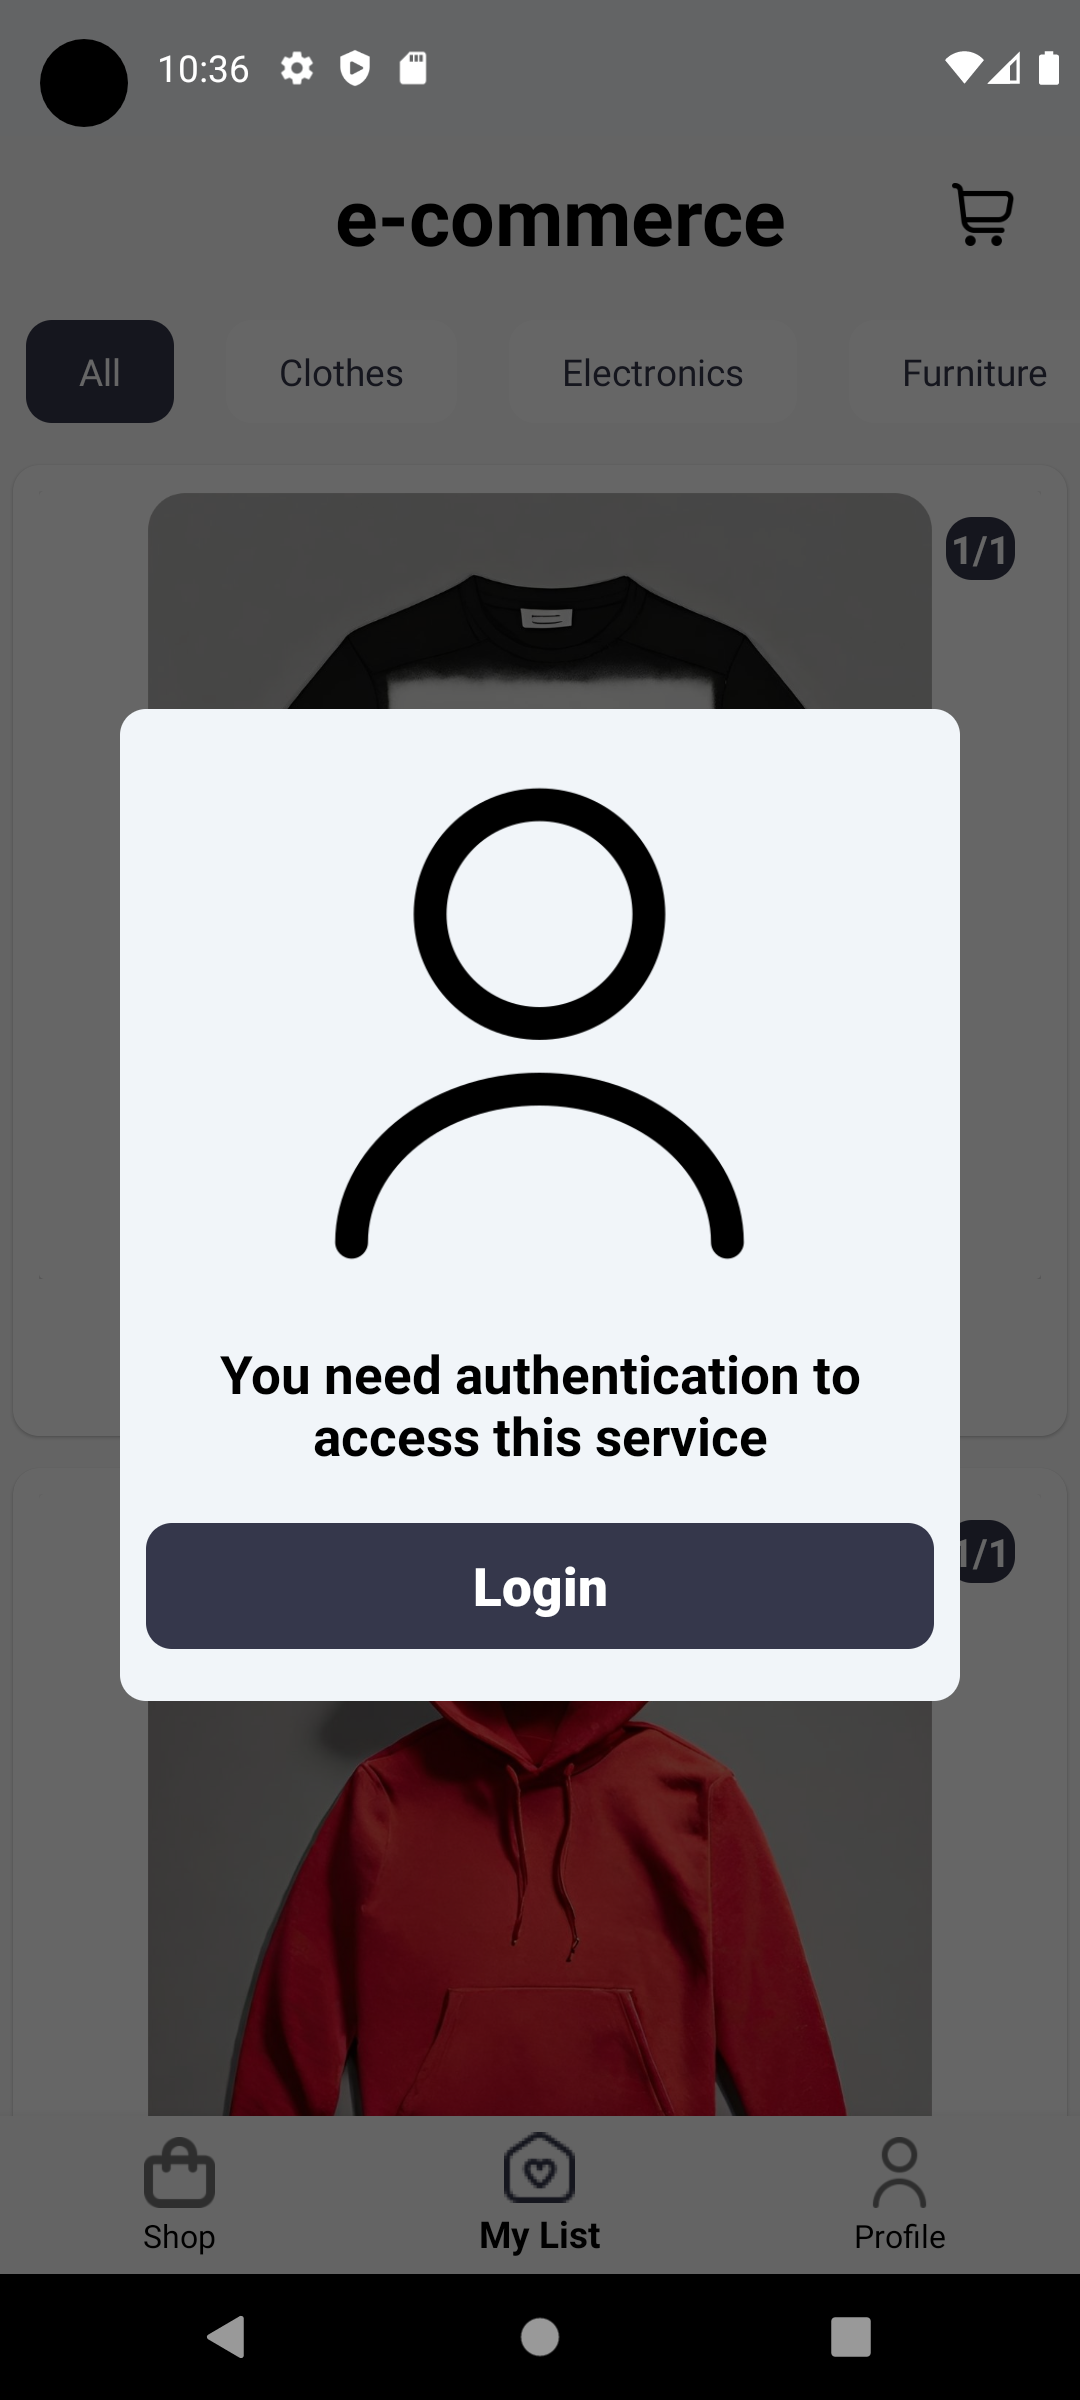 10:36
e-commerce
All
Clothes
Electronics
Furniture
1/1
You need authentication to
access this service
1/1
Login
Shop
My List
Profile